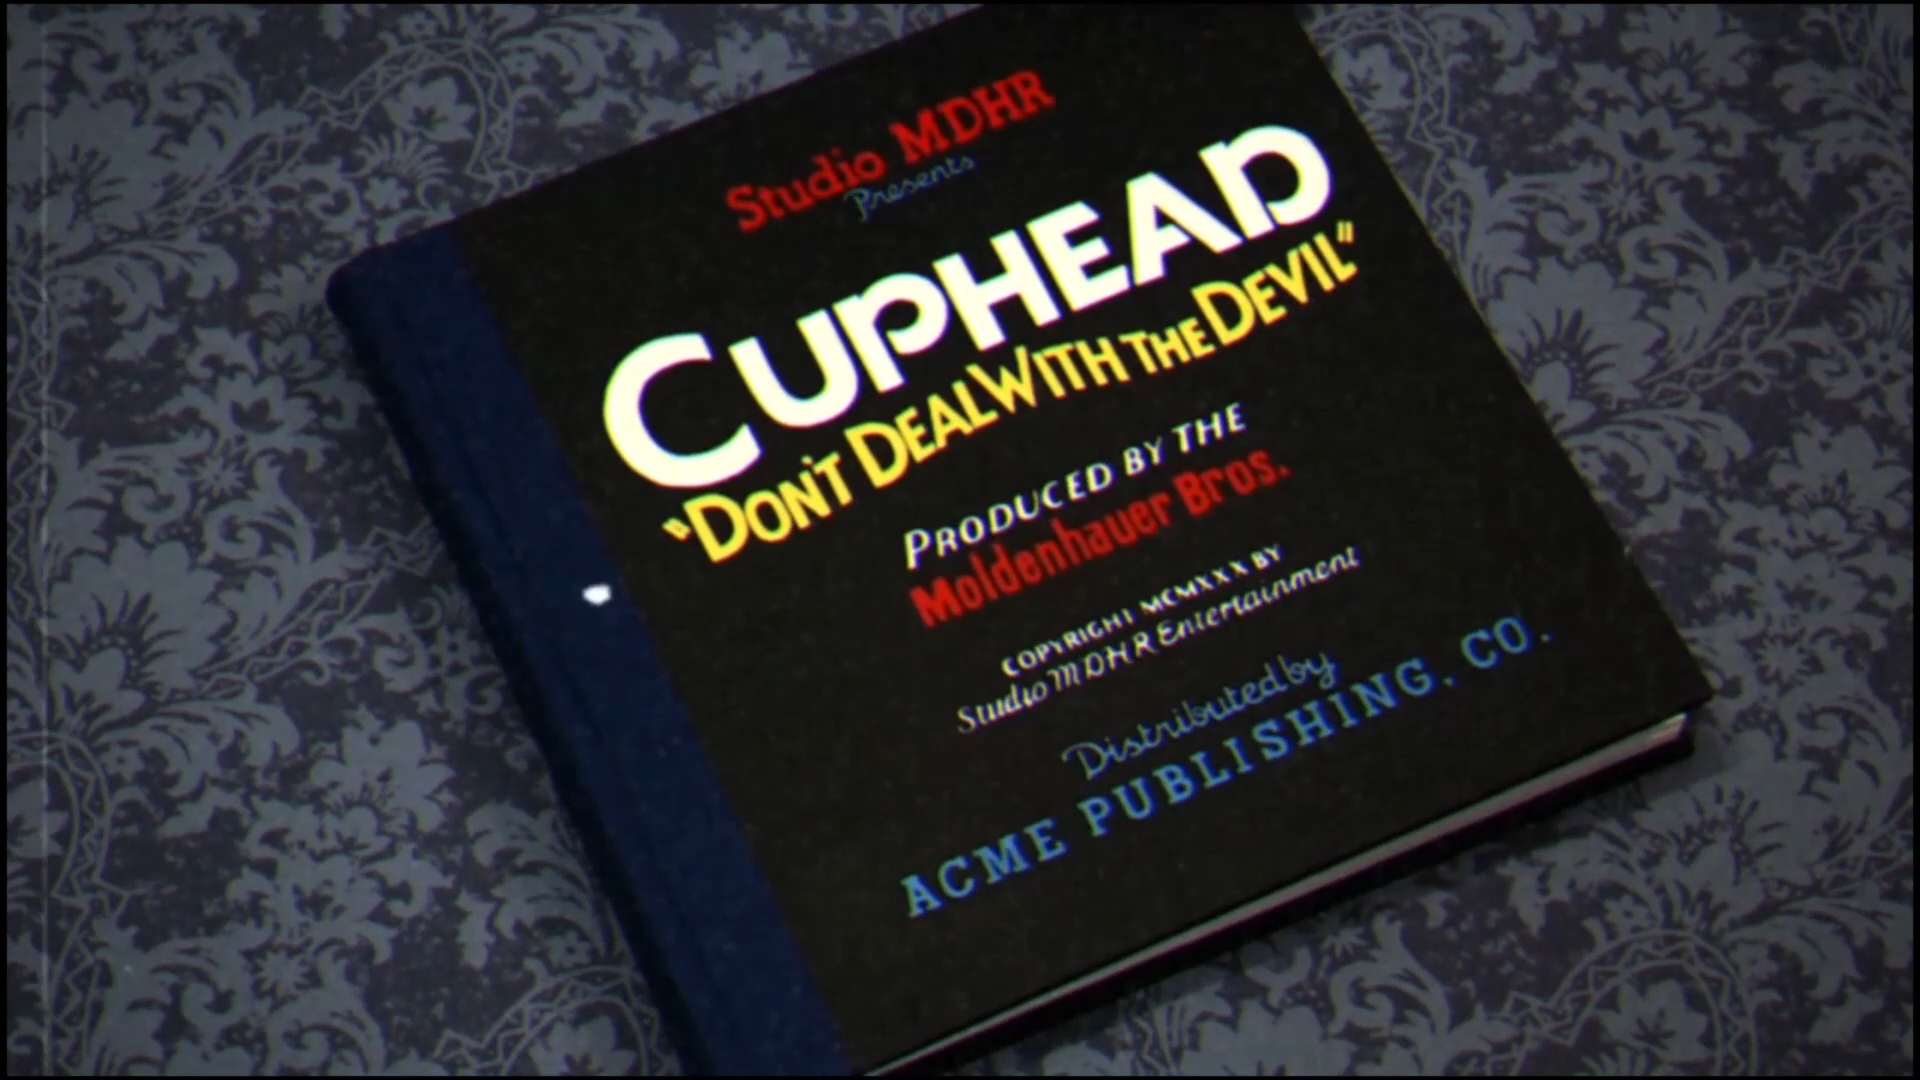 Studio MDHR
Presents
CUPHEAD
"DON'T DEAL WITH THE DEVIL"
PRODUCED BY THE
Moldenhauer Bros.
COPYRIGHT MCMXXX BY
Studio MDHR Entertainment
Distributed by
ACME PUBLISHING. CO.